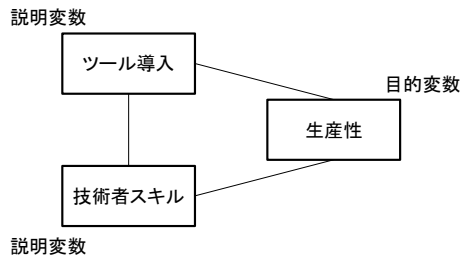 説明変数
ツール導入
目的変数
生産性
技術者スキル
説明変数